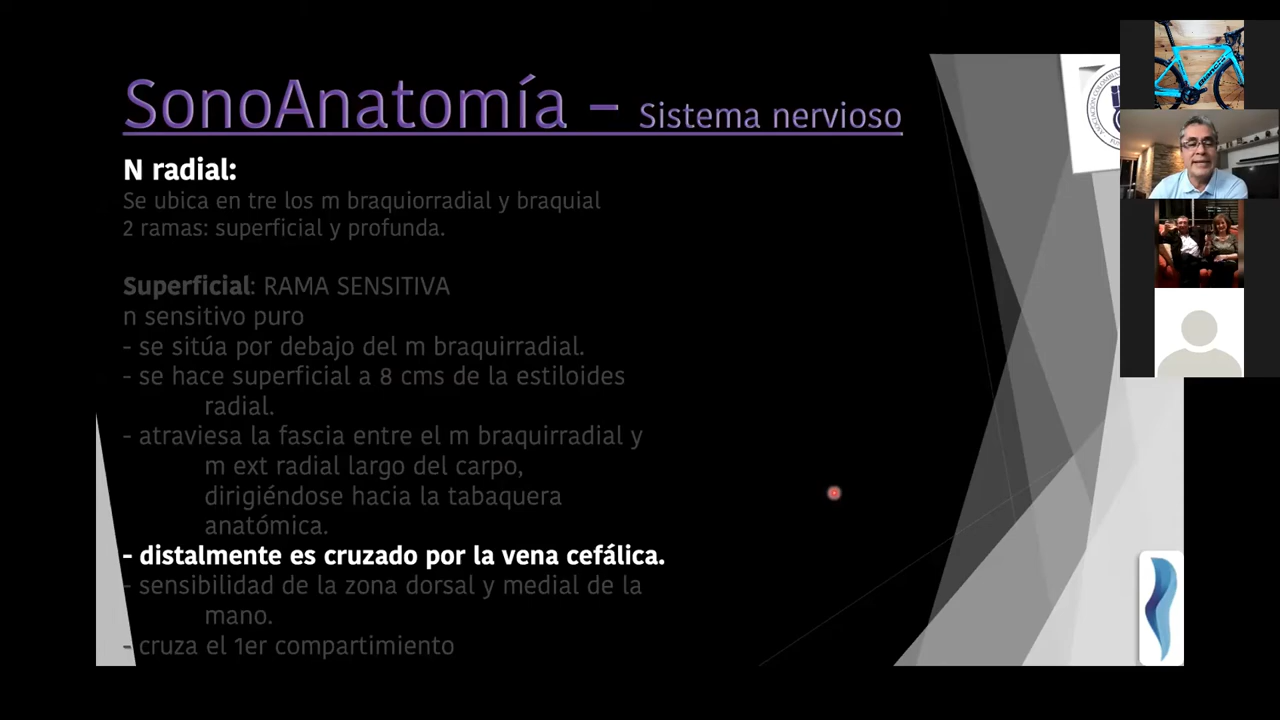 SonoAnatomía – Sistema nervioso
N radial:
Se ubica en tre los m braquiorradial y braquial
2 ramas: superficial y profunda.
Superficial: RAMA SENSITIVA
n sensitivo puro
- se sitúa por debajo del m braquirradial.
- se hace superficial a 8 cms de la estiloides
radial.
- atraviesa la fascia entre el m braquirradial y
m ext radial largo del carpo,
dirigiéndose hacia la tabaquera
anatómica.
- distalmente es cruzado por la vena cefálica.
- sensibilidad de la zona dorsal y medial de la
mano.
- cruza el 1er compartimiento